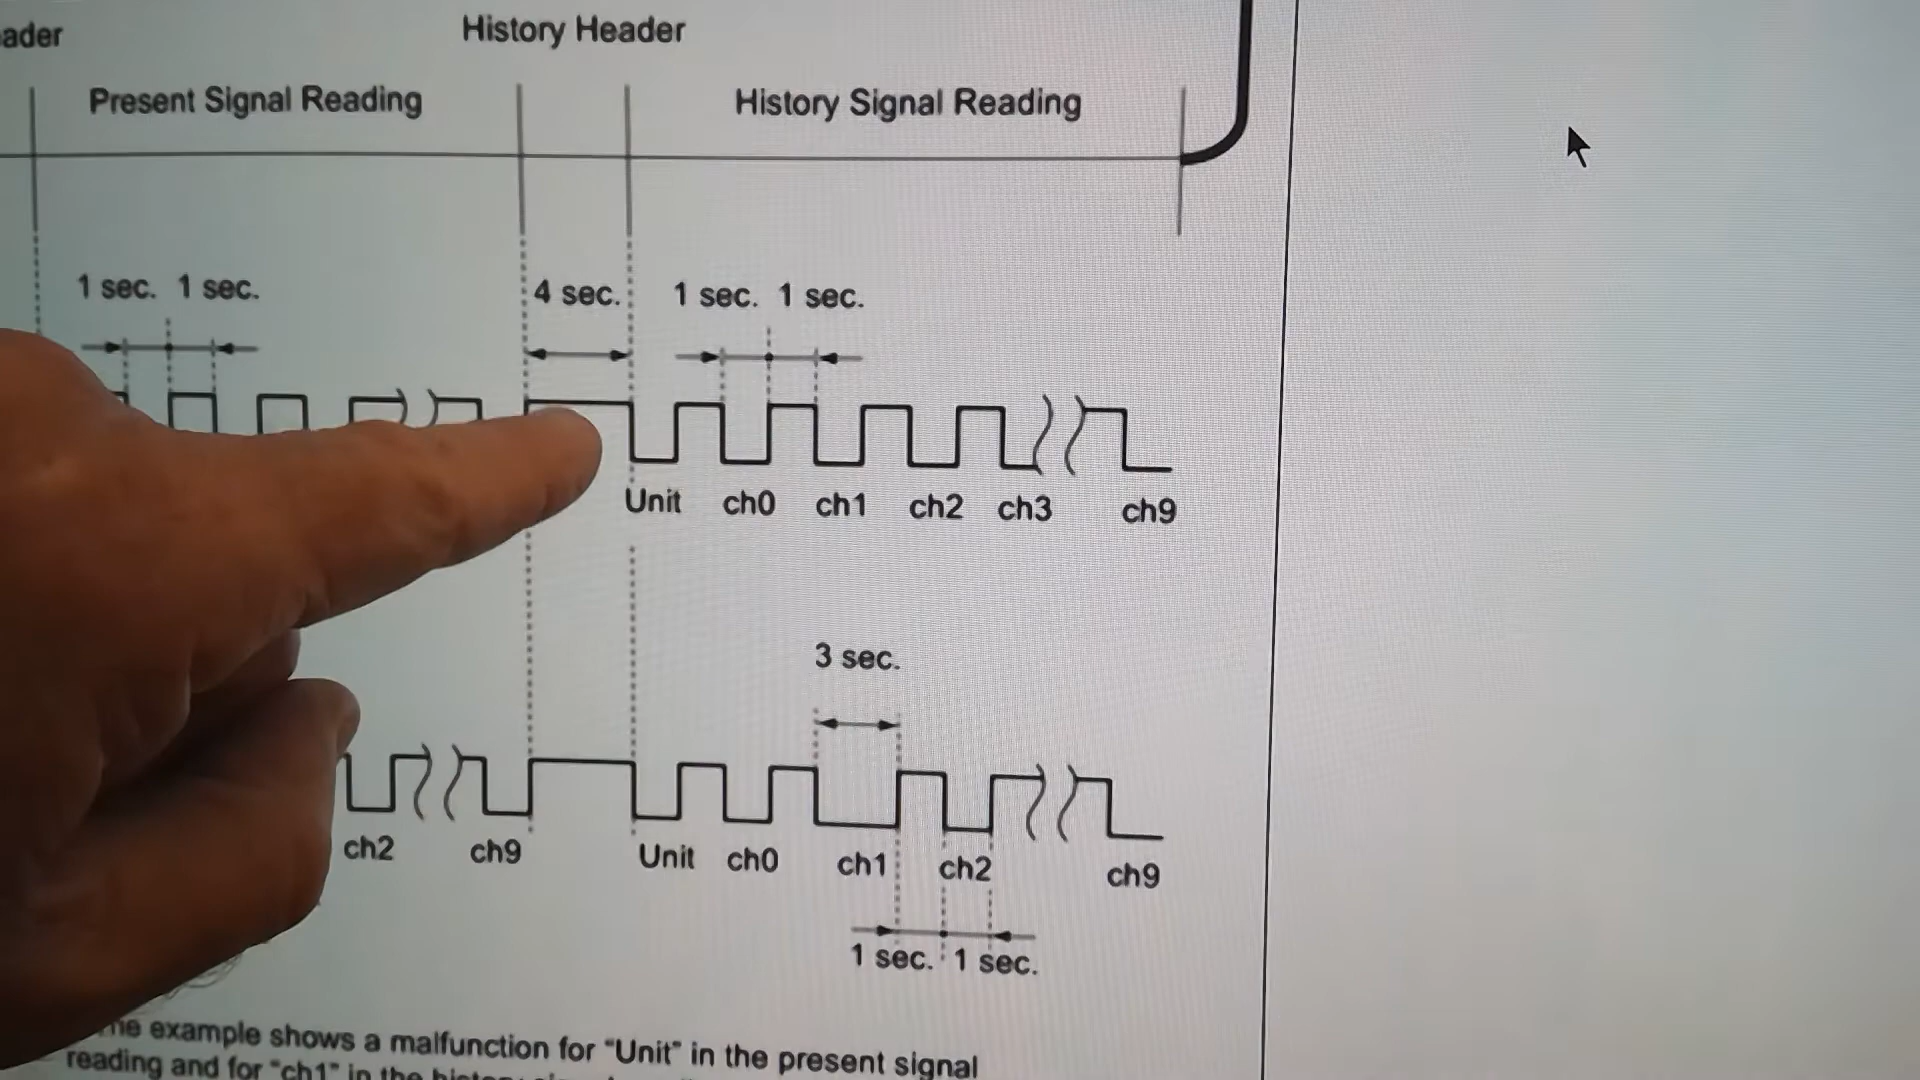 ader
History Header
Present Signal Reading
History Signal Reading
1 sec. 1 sec.
4 sec.
1 sec. 1 sec.
Unit ch0 ch1 ch2 ch3 ch9
3 sec.
ch2 ch9 Unit ch0 ch1 ch2 ch9
1 sec. 1 sec.
example shows a malfunction for "Unit" in the present signal
reading and for "ch1" in the